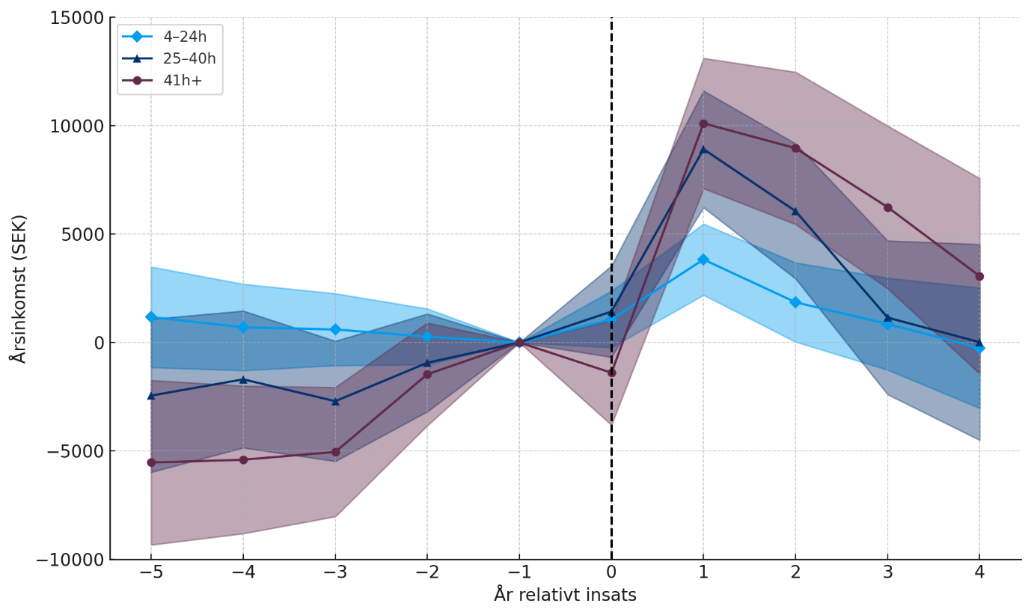 15000
4–24h
25–40h
41h+
10000
5000
0
−5000
−10000
Årsinkomst (SEK)
−5 −4 −3 −2 −1 0 1 2 3 4
År relativt insats